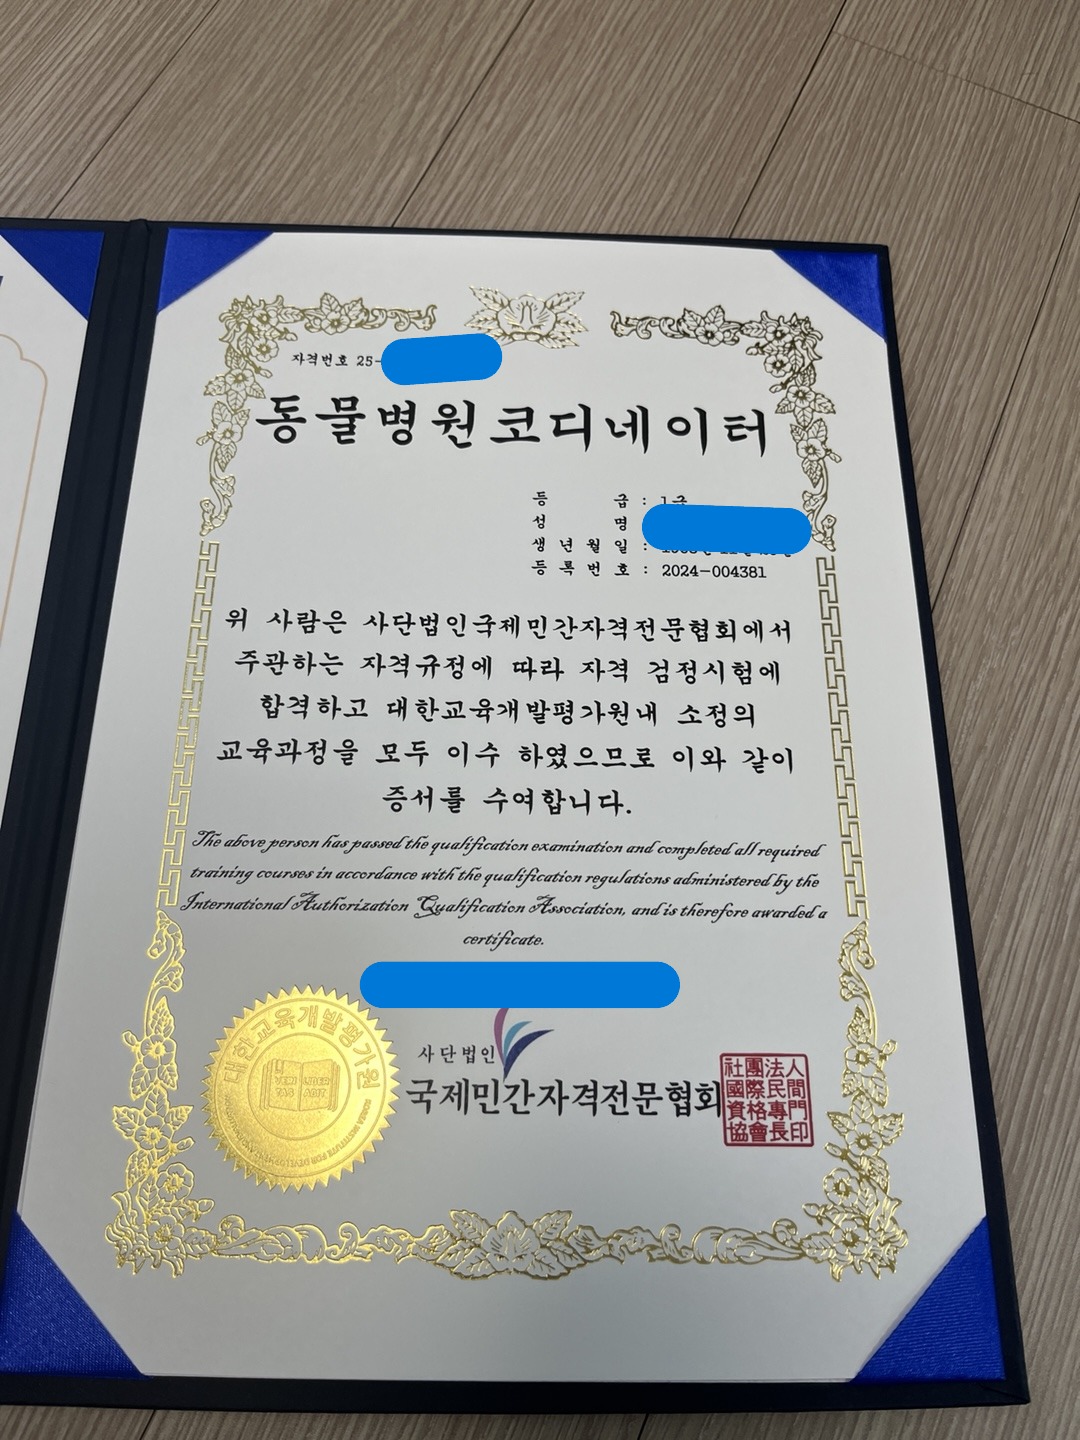 자격번호 25-
동물병원코디네이터
등 급 : 1급
성 명
생 년 월 일 :
등 록 번 호 : 2024-004381
위 사람은 사단법인국제민간자격전문협회에서
주관하는 자격규정에 따라 자격 검정시험에
합격하고 대한교육개발평가원내 소정의
교육과정을 모두 이수 하였으므로 이와 같이
증서를 수여합니다.
The above person has passed the qualification examination and completed all required
training courses in accordance with the qualification regulations administered by the
International Authorization Qualification Association, and is therefore awarded a
certificate.
대한교육개발평가원
VERI LIBER
TAS ABIT
사단법인
국제민간자격전문협회
社團法人
國際民間
資格專門
協會長印